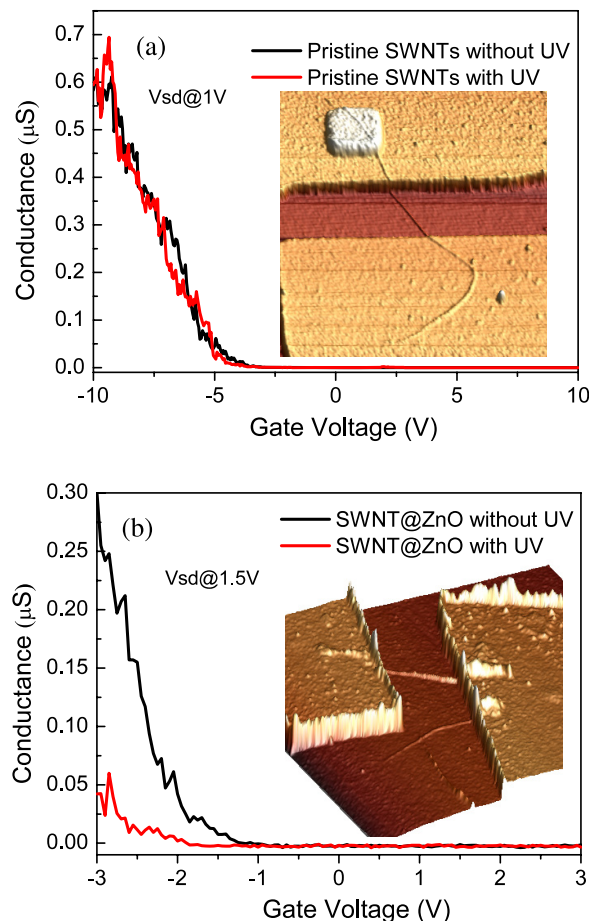 (a)
Pristine SWNTs without UV
Pristine SWNTs with UV
Vsd@1V
0.7
0.6
0.5
0.4
0.3
0.2
0.1
0.0
Conductance (μS)
-10
-5
0
5
10
Gate Voltage (V)
(b)
SWNT@ZnO without UV
SWNT@ZnO with UV
Vsd@1.5V
0.30
0.25
0.20
0.15
0.10
0.05
0.00
Conductance (μS)
-3
-2
-1
0
1
2
3
Gate Voltage (V)